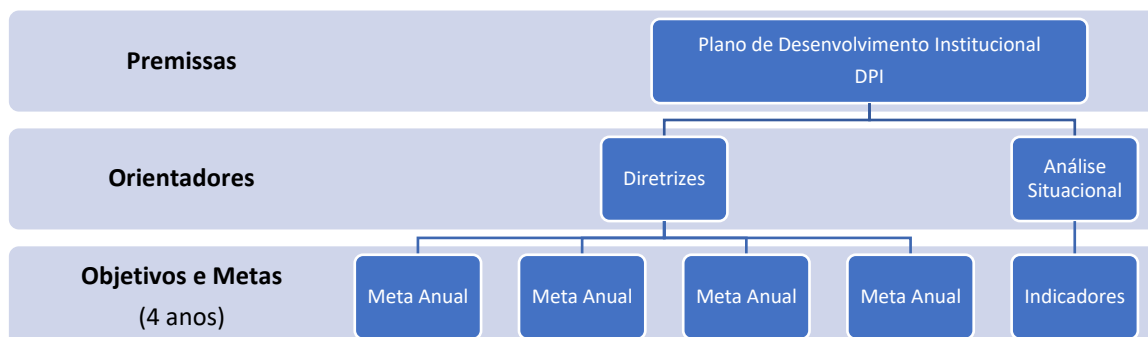 Premissas
Plano de Desenvolvimento Institucional
DPI
Orientadores
Diretrizes
Análise
Situacional
Objetivos e Metas
(4 anos)
Meta Anual
Meta Anual
Meta Anual
Meta Anual
Indicadores